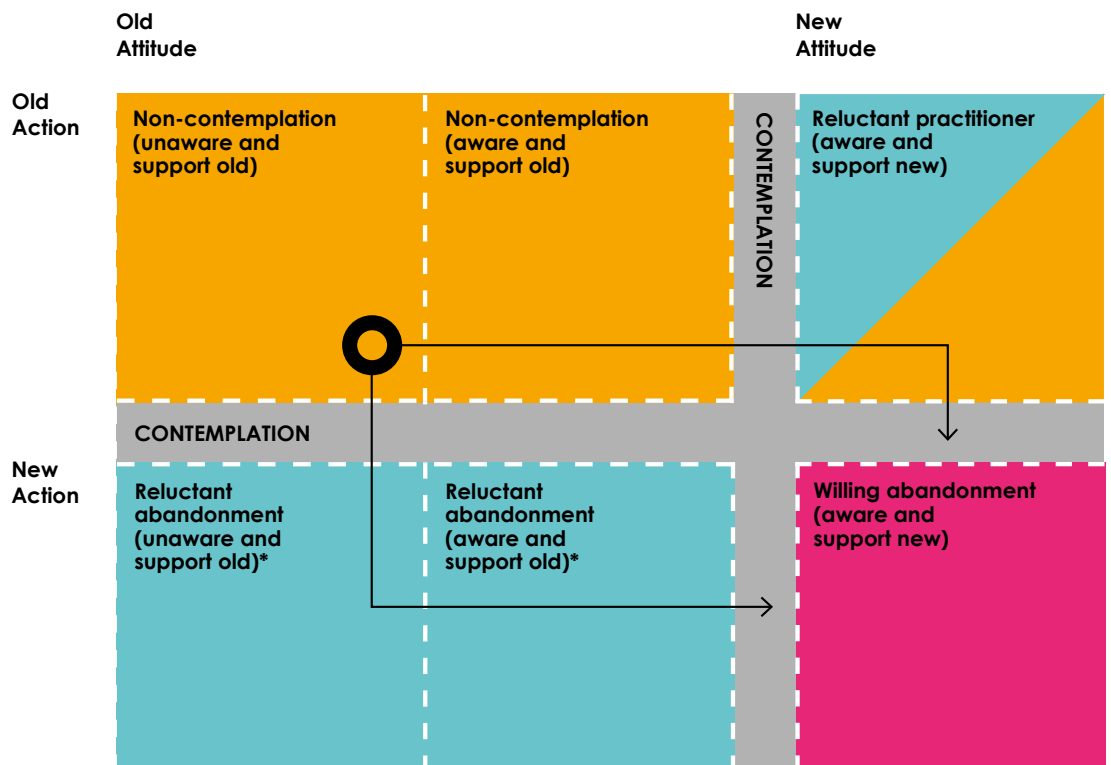 Old
Attitude
New
Attitude
Old
Action
Non-contemplation
(unaware and
support old)
Non-contemplation
(aware and
support old)
CONTEMPLATION
Reluctant practitioner
(aware and
support new)
CONTEMPLATION
New
Action
Reluctant
abandonment
(unaware and
support old)*
Reluctant
abandonment
(aware and
support old)*
Willing abandonment
(aware and
support new)